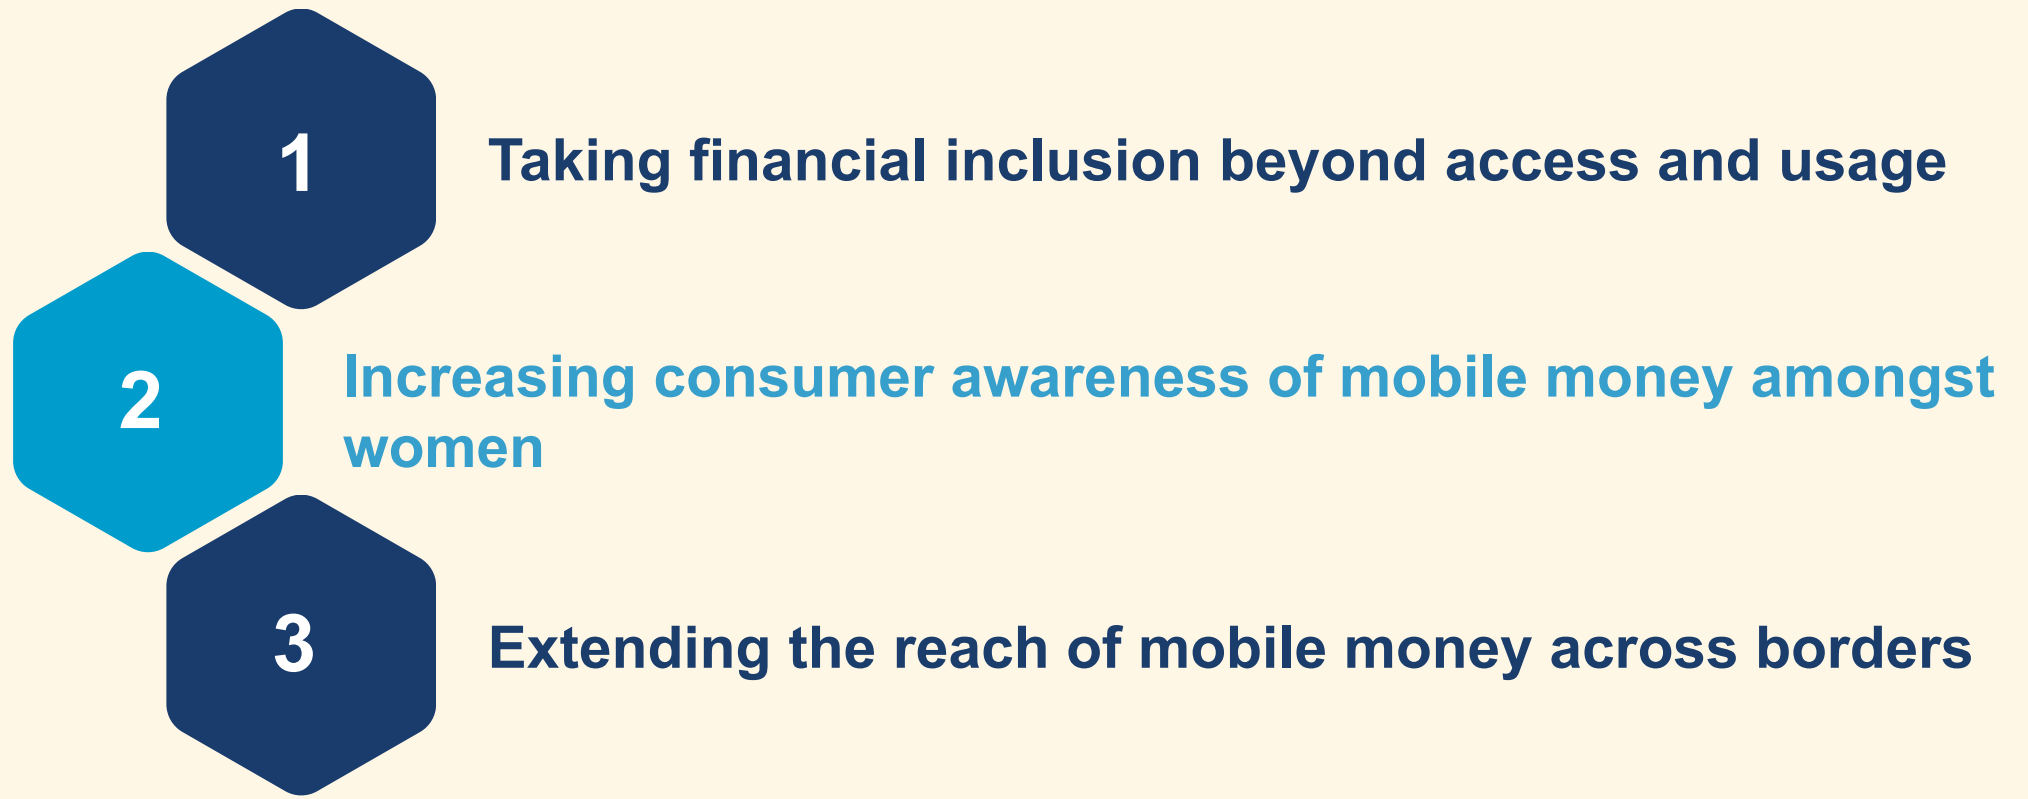 1
Taking financial inclusion beyond access and usage
2
Increasing consumer awareness of mobile money amongst
women
3
Extending the reach of mobile money across borders